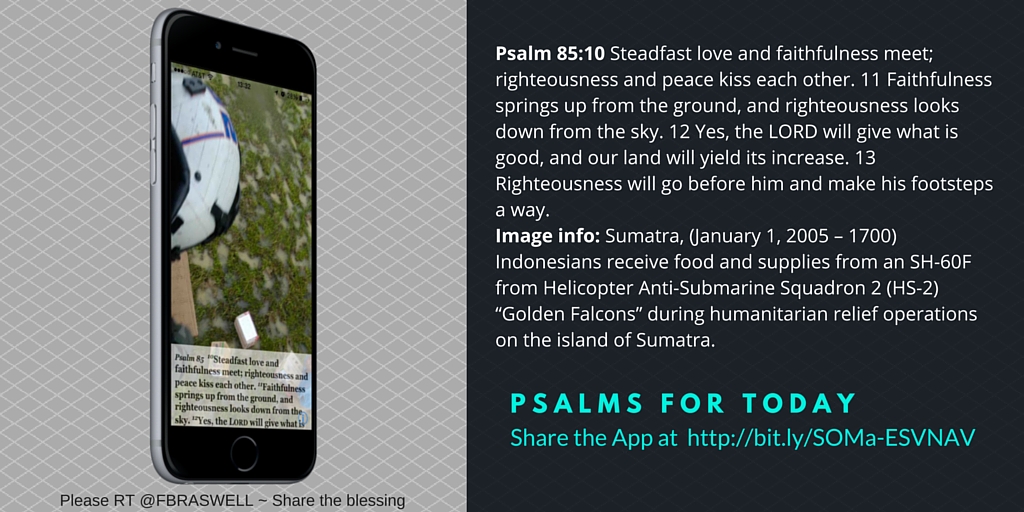 AT&T
13:32
Psalm 85 ¹⁰Steadfast love and
faithfulness meet; righteousness and
peace kiss each other. ¹¹Faithfulness
springs up from the ground, and
righteousness looks down from the
sky. ¹²Yes, the LORD will give what is
Please RT @FBRASWELL ~ Share the blessing
Psalm 85:10 Steadfast love and faithfulness meet;
righteousness and peace kiss each other. 11 Faithfulness
springs up from the ground, and righteousness looks
down from the sky. 12 Yes, the LORD will give what is
good, and our land will yield its increase. 13
Righteousness will go before him and make his footsteps
a way.
Image info: Sumatra, (January 1, 2005 – 1700)
Indonesians receive food and supplies from an SH-60F
from Helicopter Anti-Submarine Squadron 2 (HS-2)
“Golden Falcons” during humanitarian relief operations
on the island of Sumatra.
PSALMS FOR TODAY
Share the App at http://bit.ly/SOMa-ESVNAV